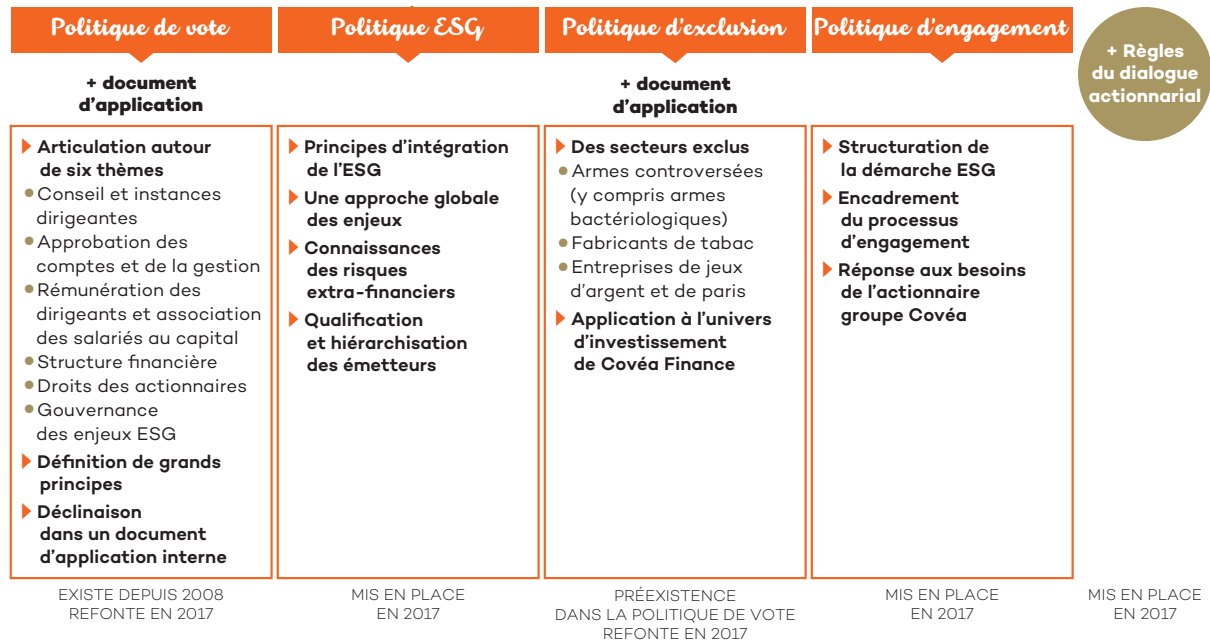 Politique de vote
+ document
d'application
▶ Articulation autour
de six thèmes
• Conseil et instances
dirigeantes
• Approbation des
comptes et de la gestion
• Rémunération des
dirigeants et association
des salariés au capital
• Structure financière
• Droits des actionnaires
• Gouvernance
des enjeux ESG
▶ Définition de grands
principes
▶ Déclinaison
dans un document
d'application interne
EXISTE DEPUIS 2008
REFONTE EN 2017
Politique ESG
▶ Principes d'intégration
de l'ESG
▶ Une approche globale
des enjeux
▶ Connaissances
des risques
extra-financiers
▶ Qualification
et hiérarchisation
des émetteurs
MIS EN PLACE
EN 2017
Politique d'exclusion
+ document
d'application
▶ Des secteurs exclus
• Armes controversées
(y compris armes
bactériologiques)
• Fabricants de tabac
• Entreprises de jeux
d'argent et de paris
▶ Application à l'univers
d'investissement
de Covéa Finance
PRÉEXISTENCE
DANS LA POLITIQUE DE VOTE
REFONTE EN 2017
Politique d'engagement
▶ Structuration de
la démarche ESG
▶ Encadrement
du processus
d'engagement
▶ Réponse aux besoins
de l'actionnaire
groupe Covéa
MIS EN PLACE
EN 2017
+ Règles
du dialogue
actionnarial
MIS EN PLACE
EN 2017